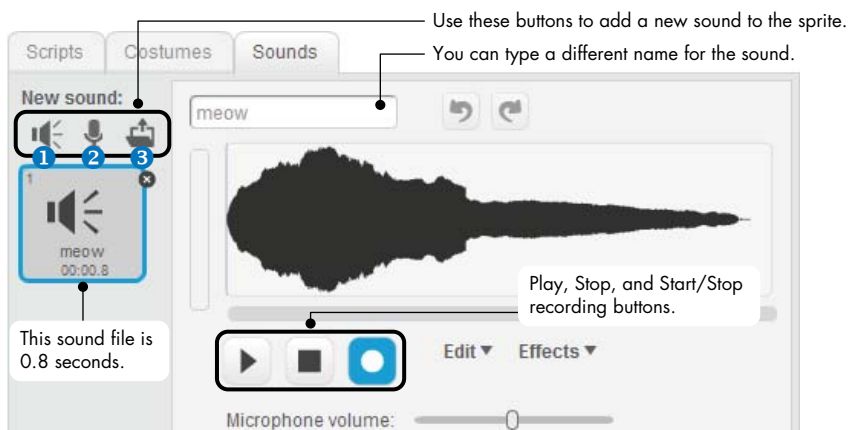 Use these buttons to add a new sound to the sprite.
Scripts
Costumes
Sounds
You can type a different name for the sound.
New sound:
meow
1
2
3
1
meow
00:00.8
Play, Stop, and Start/Stop
recording buttons.
This sound file is
0.8 seconds.
Edit ▼
Effects ▼
Microphone volume: